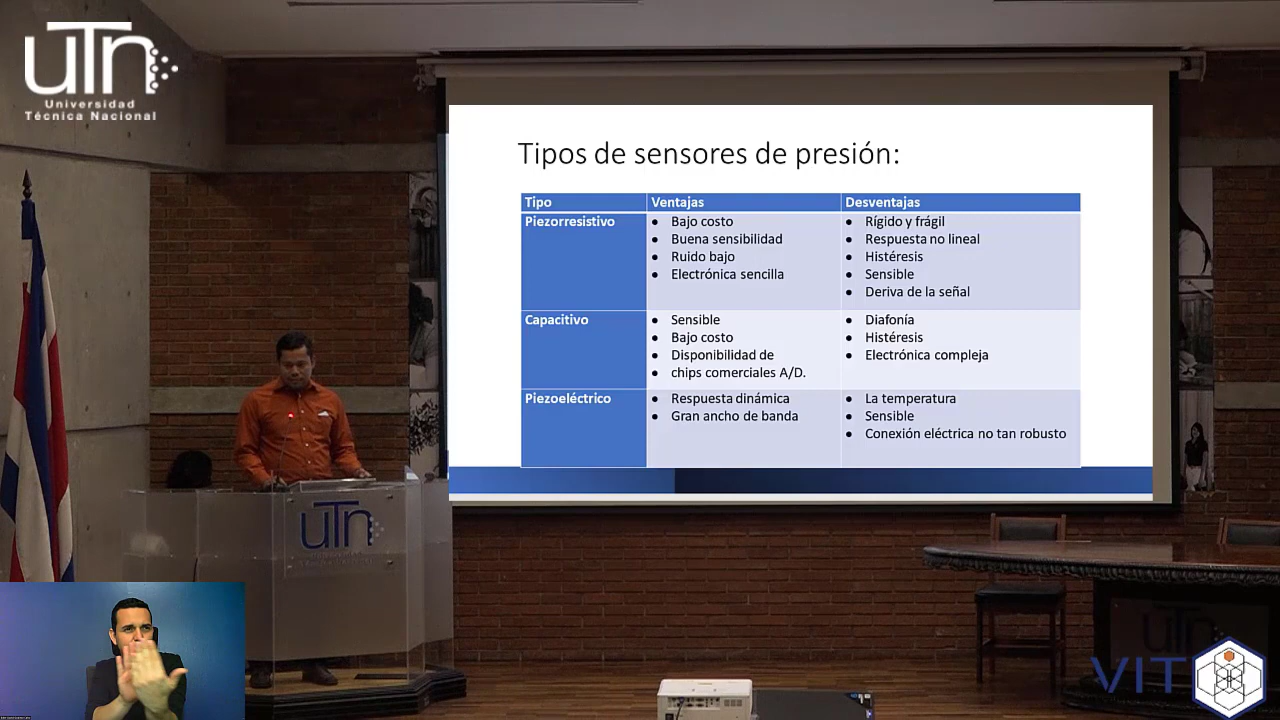 uTn
Universidad
Técnica Nacional
Tipos de sensores de presión:
Tipo Ventajas Desventajas
Piezorresistivo
• Bajo costo
• Buena sensibilidad
• Ruido bajo
• Electrónica sencilla
• Rígido y frágil
• Respuesta no lineal
• Histéresis
• Sensible
• Deriva de la señal
Capacitivo
• Sensible
• Bajo costo
• Disponibilidad de
• chips comerciales A/D.
• Diafonía
• Histéresis
• Electrónica compleja
Piezoeléctrico
• Respuesta dinámica
• Gran ancho de banda
• La temperatura
• Sensible
• Conexión eléctrica no tan robusto
uTn
uTn
VIT